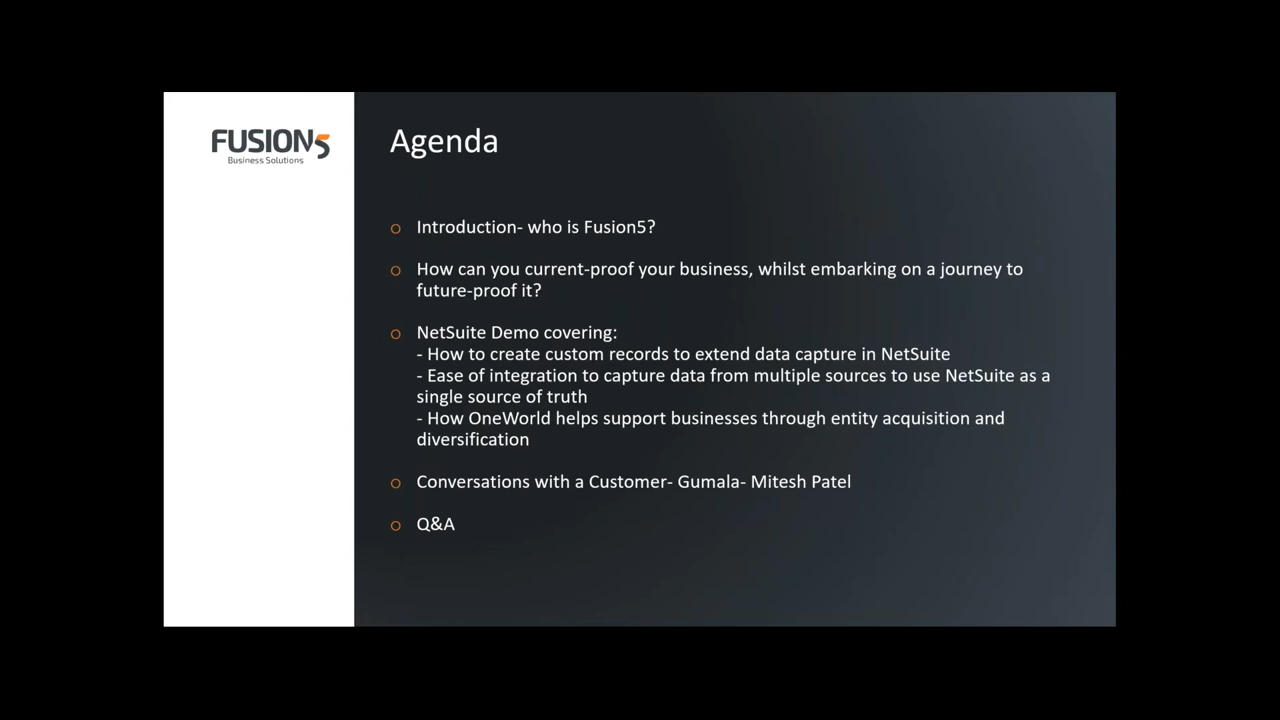 FUSION5
Business Solutions
Agenda
o Introduction- who is Fusion5?
o How can you current-proof your business, whilst embarking on a journey to
future-proof it?
o NetSuite Demo covering:
- How to create custom records to extend data capture in NetSuite
- Ease of integration to capture data from multiple sources to use NetSuite as a
single source of truth
- How OneWorld helps support businesses through entity acquisition and
diversification
o Conversations with a Customer- Gumala- Mitesh Patel
o Q&A